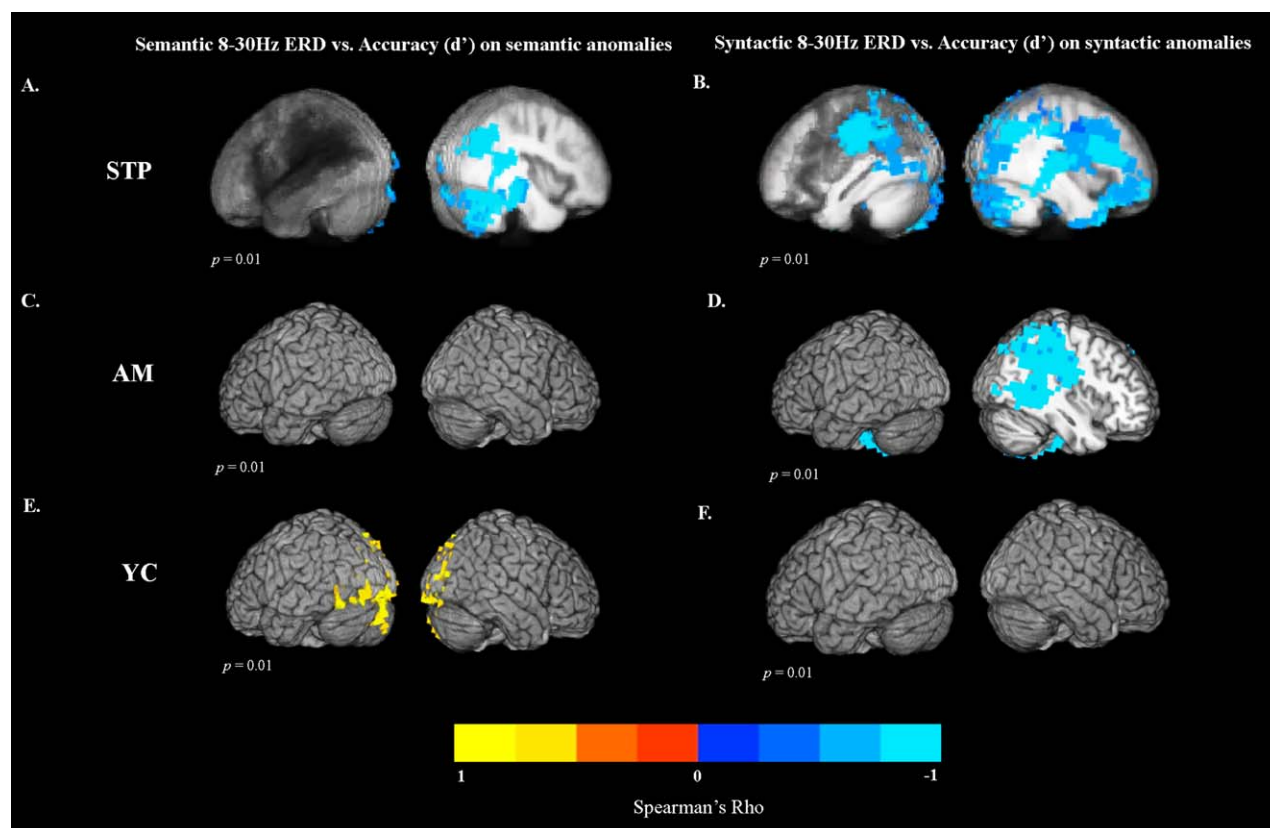 Semantic 8-30Hz ERD vs. Accuracy (d’) on semantic anomalies
Syntactic 8-30Hz ERD vs. Accuracy (d’) on syntactic anomalies
A.
B.
STP
p = 0.01
p = 0.01
C.
D.
AM
p = 0.01
p = 0.01
E.
F.
YC
p = 0.01
p = 0.01
1
0
-1
Spearman’s Rho